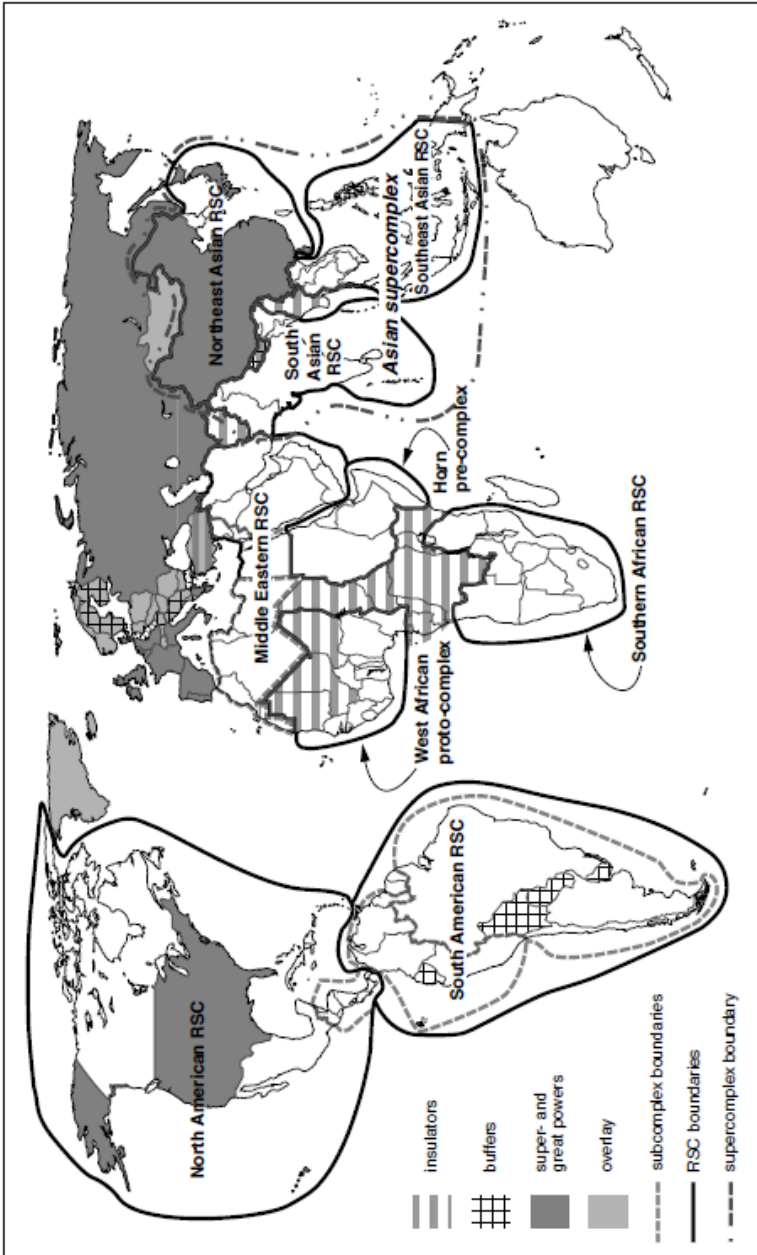 North American RSC
South American RSC
West African
proto-complex
Middle Eastern RSC
Horn
pre-complex
Southern African RSC
Northeast Asian RSC
South
Asian
RSC
Asian supercomplex
Southeast Asian RSC
insulators
buffers
super- and
great powers
overlay
subcomplex boundaries
RSC boundaries
supercomplex boundary